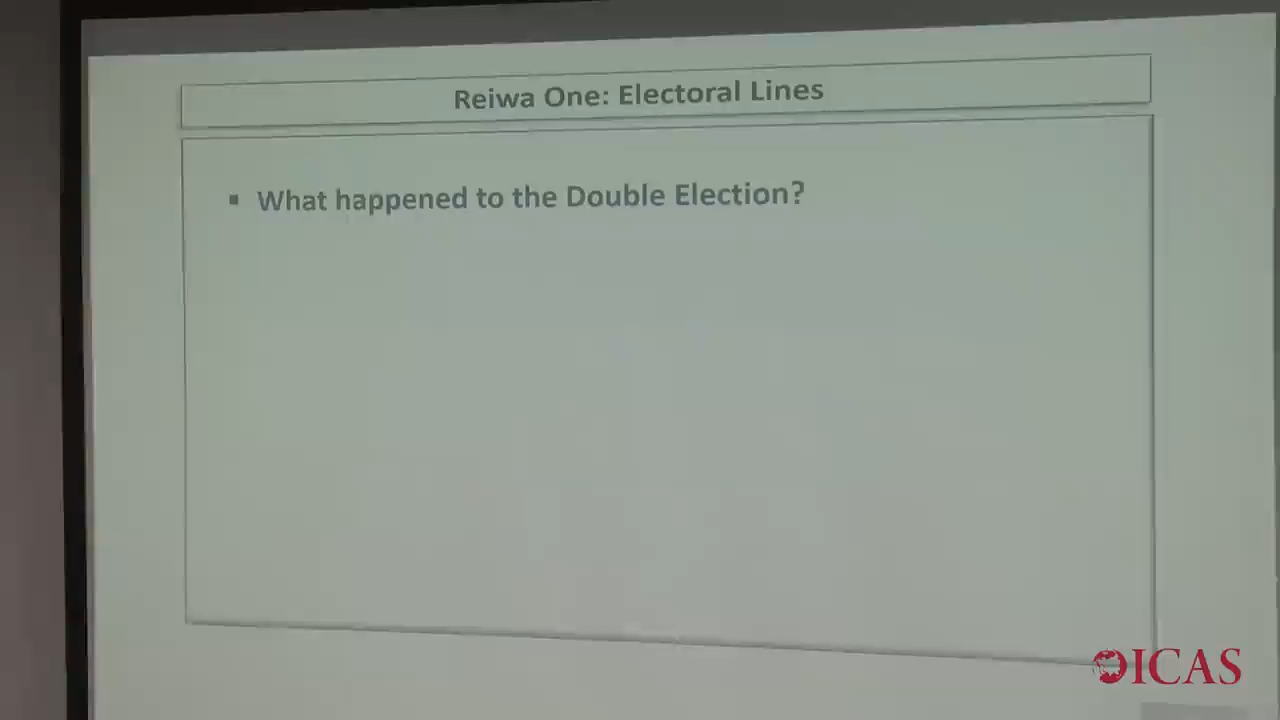 Reiwa One: Electoral Lines
▪ What happened to the Double Election?
ICAS